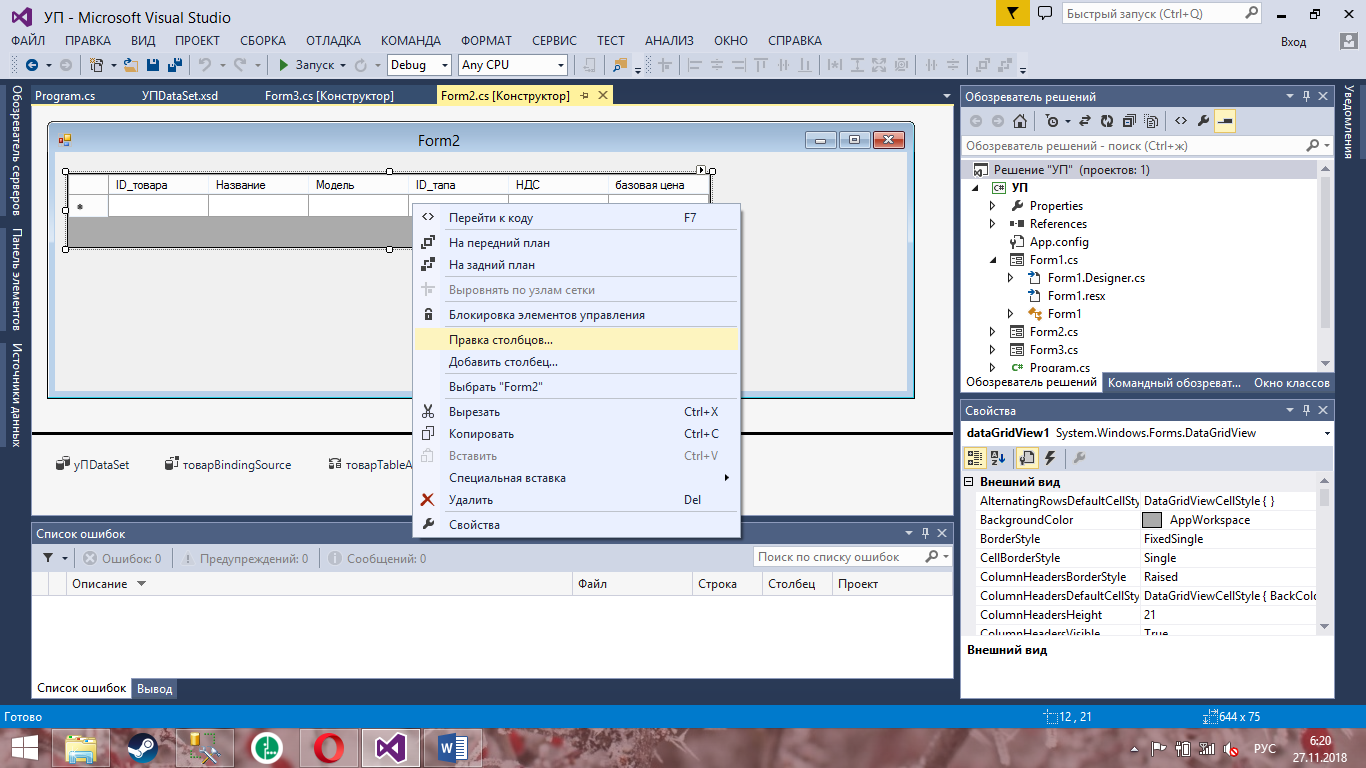 УП - Microsoft Visual Studio
Быстрый запуск (Ctrl+Q)
ФАЙЛ ПРАВКА ВИД ПРОЕКТ СБОРКА ОТЛАДКА КОМАНДА ФОРМАТ СЕРВИС ТЕСТ АНАЛИЗ ОКНО СПРАВКА
Вход
Запуск Debug Any CPU
Обозреватель серверов
Панель элементов
Источники данных
Program.cs УПDataSet.xsd Form3.cs [Конструктор] Form2.cs [Конструктор]
Form2
ID_товара Название Модель ID_тапа НДС базовая цена
Перейти к коду F7
На передний план
На задний план
Выровнять по узлам сетки
Блокировка элементов управления
Правка столбцов...
Добавить столбец...
Выбрать "Form2"
Вырезать Ctrl+X
Копировать Ctrl+C
Вставить Ctrl+V
Специальная вставка
Удалить Del
Свойства
уПDataSet товарBindingSource товарTableA
Список ошибок
Ошибок: 0 Предупреждений: 0 Сообщений: 0
Поиск по списку ошибок
Описание Файл Строка Столбец Проект
Список ошибок Вывод
Обозреватель решений
Обозреватель решений - поиск (Ctrl+ж)
Решение "УП" (проектов: 1)
УП
Properties
References
App.config
Form1.cs
Form1.Designer.cs
Form1.resx
Form1
Form2.cs
Form3.cs
Program.cs
Обозреватель решений Командный обозреват... Окно классов
Уведомления
Свойства
dataGridView1 System.Windows.Forms.DataGridView
Внешний вид
AlternatingRowsDefaultCellSty DataGridViewCellStyle { }
BackgroundColor AppWorkspace
BorderStyle FixedSingle
CellBorderStyle Single
ColumnHeadersBorderStyle Raised
ColumnHeadersDefaultCellSty DataGridViewCellStyle { BackColo
ColumnHeadersHeight 21
ColumnHeadersVisible True
Внешний вид
Готово
12 , 21
644 x 75
РУС
6:20
27.11.2018